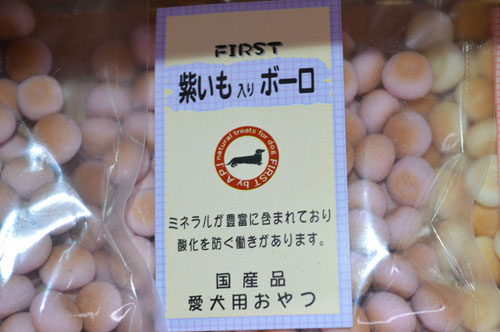 FIRST
紫いも入りボーロ
natural treats for dog
FIRST by API
ミネラルが豊富に含まれており
酸化を防ぐ働きがあります。
国産品
愛犬用おやつ